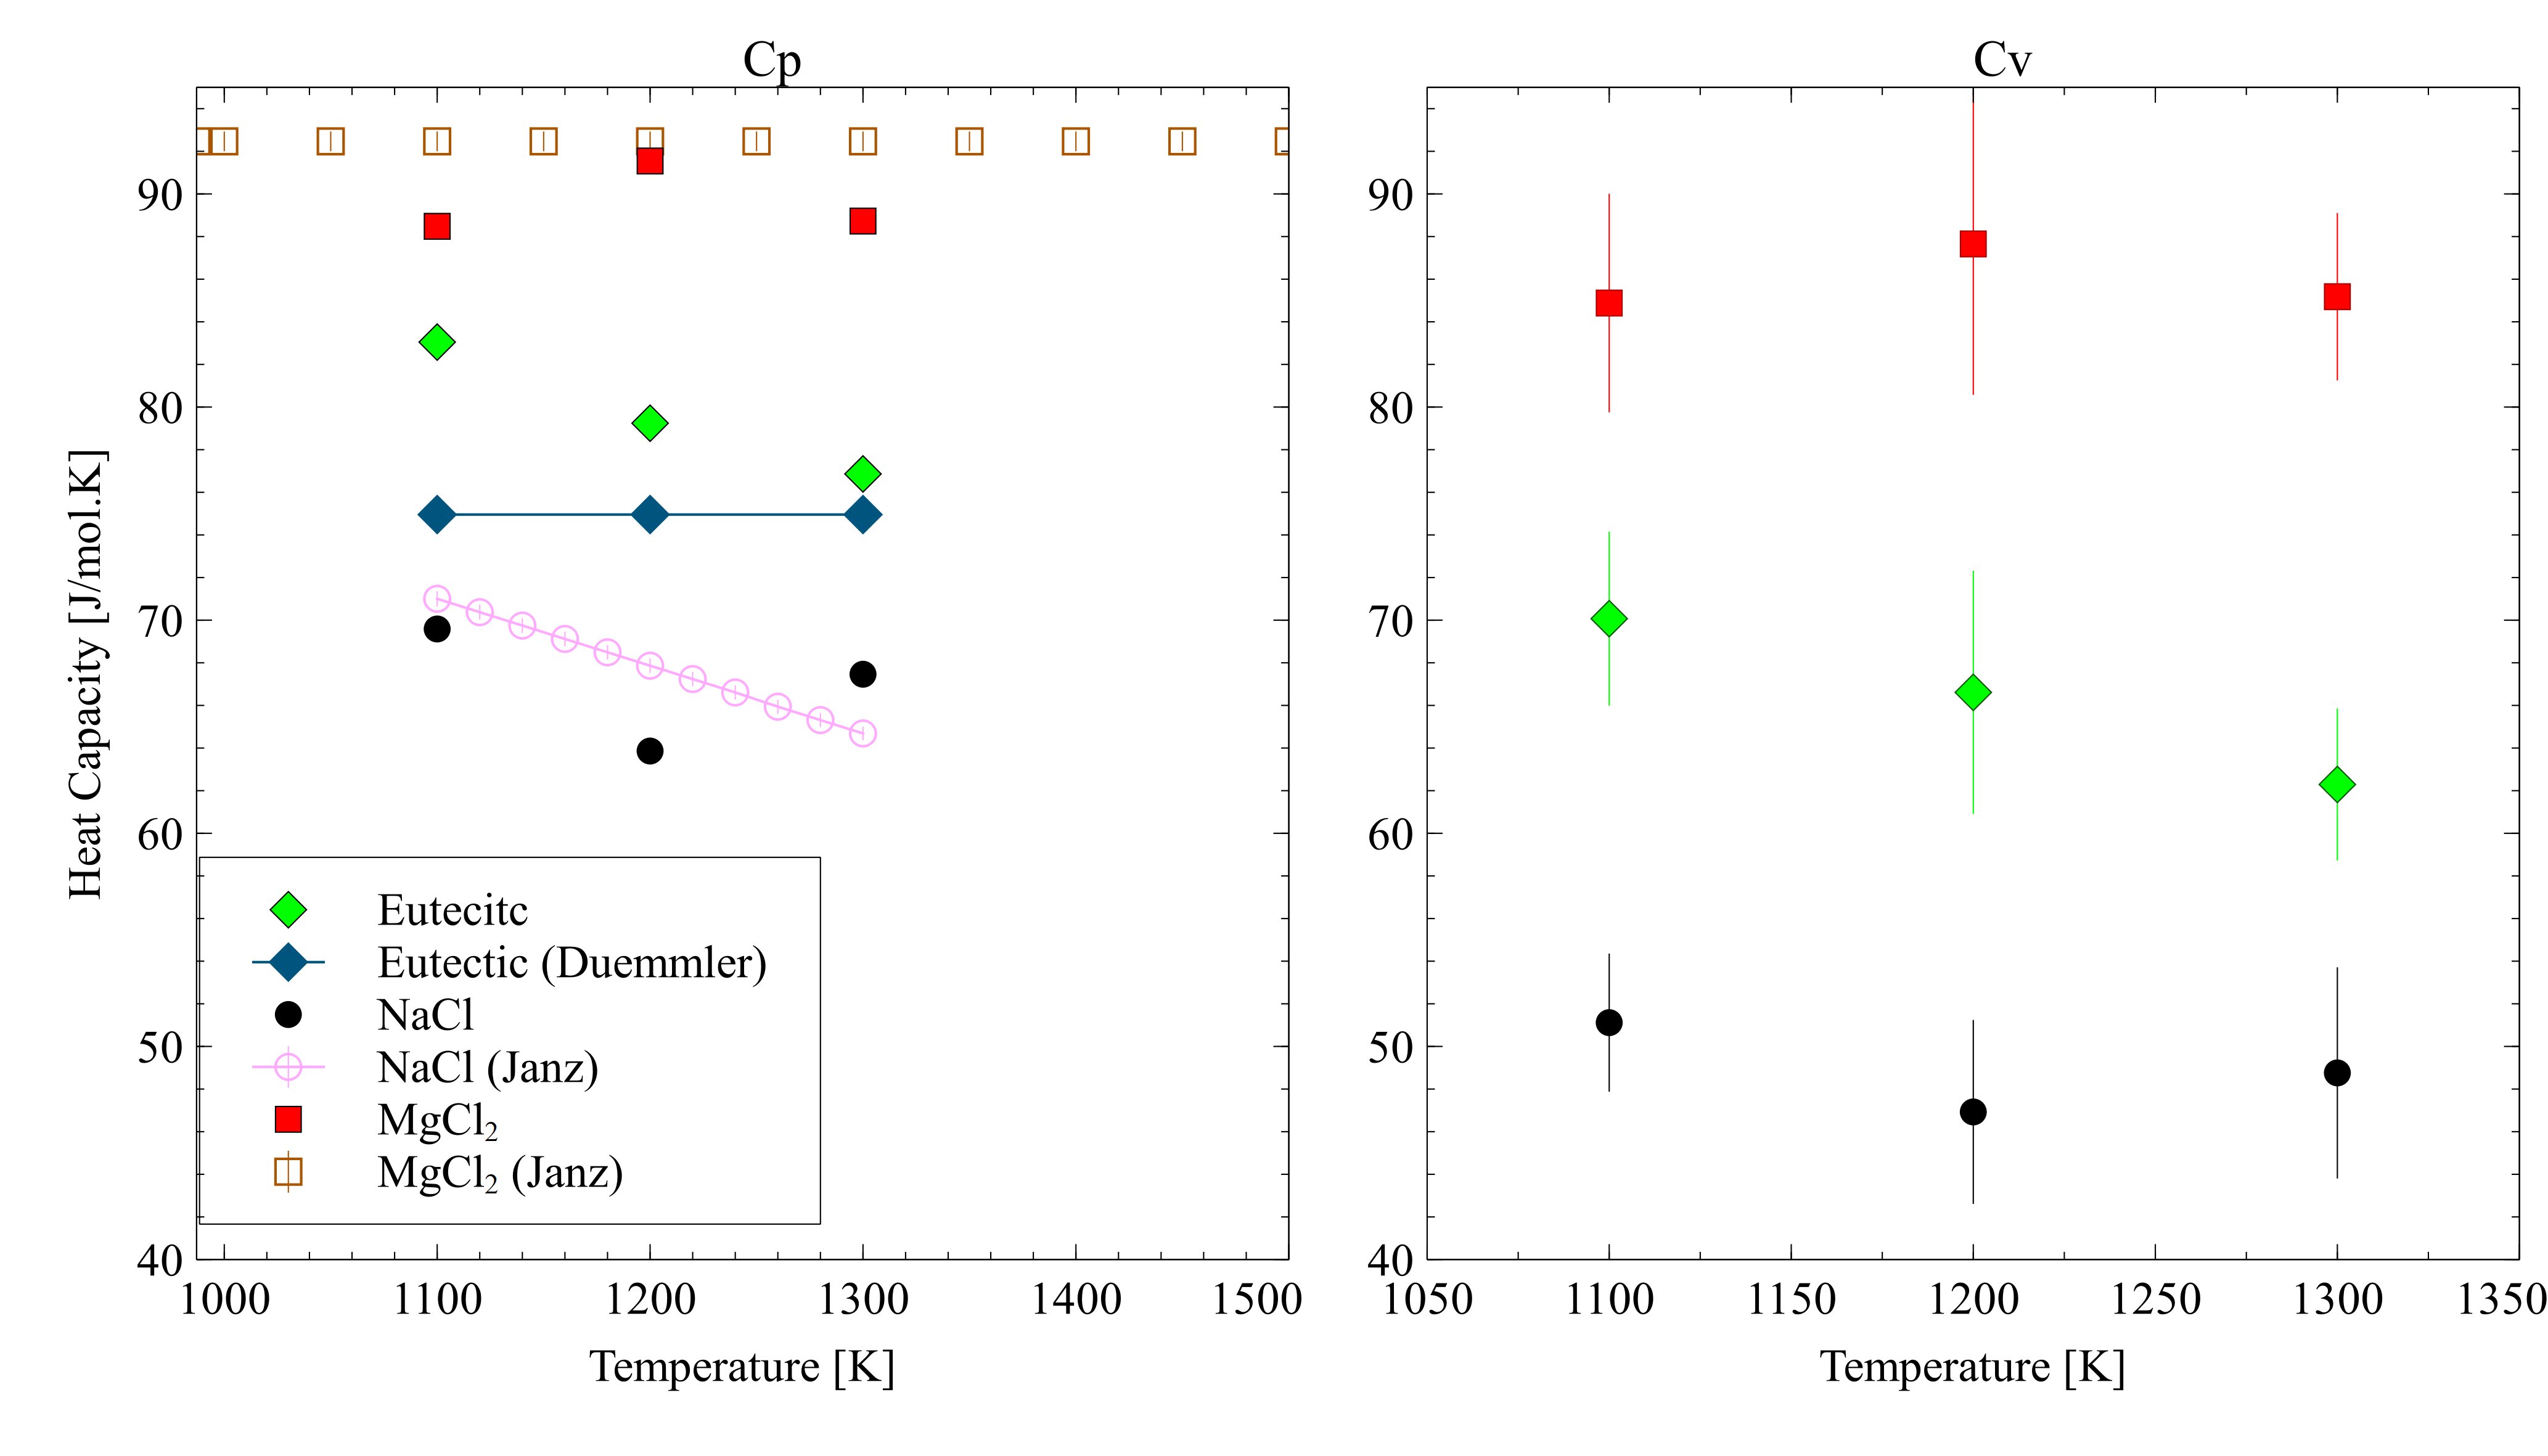 Cp
Cv
Heat Capacity [J/mol.K]
90
80
70
60
50
40
1000 1100 1200 1300 1400 1500
Temperature [K]
Eutecitc
Eutectic (Duemmler)
NaCl
NaCl (Janz)
MgCl₂
MgCl₂ (Janz)
90
80
70
60
50
40
1050 1100 1150 1200 1250 1300 1350
Temperature [K]